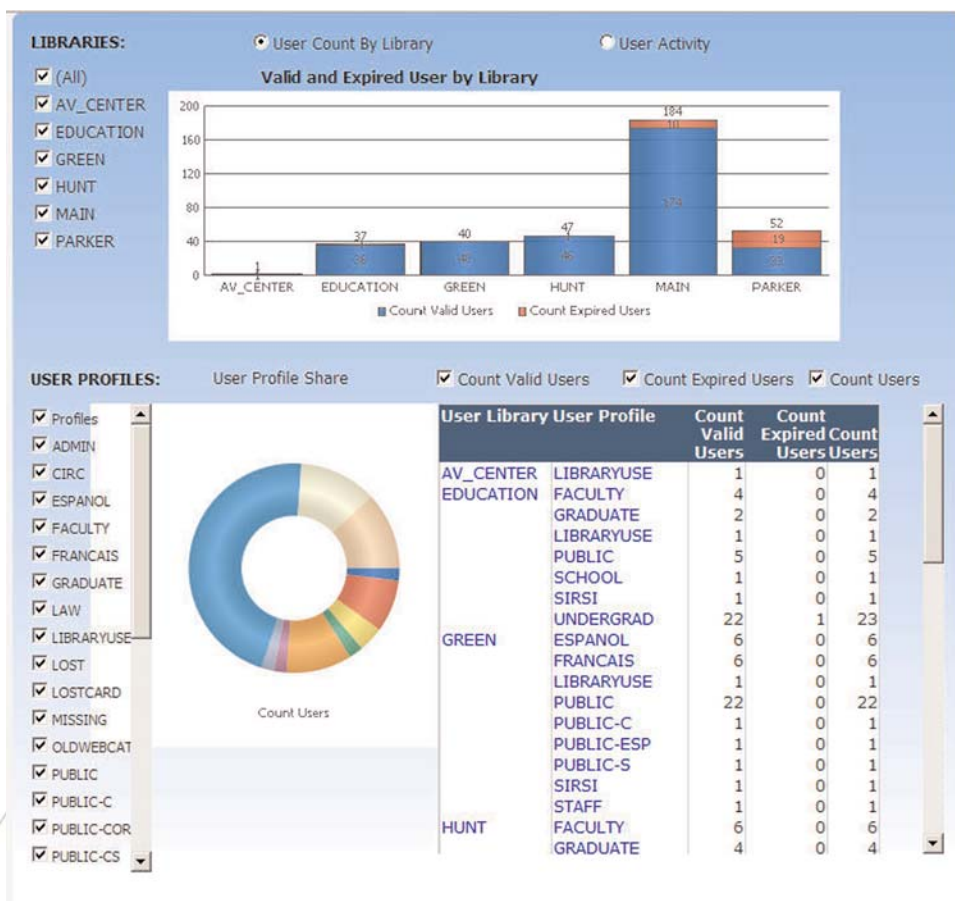 LIBRARIES:
User Count By Library
User Activity
(All)
AV_CENTER
EDUCATION
GREEN
HUNT
MAIN
PARKER
Valid and Expired User by Library
200
160
120
80
40
0
1
37
36
40
40
47
1
46
184
10
174
52
19
33
AV_CENTER EDUCATION GREEN HUNT MAIN PARKER
Count Valid Users Count Expired Users
USER PROFILES:
User Profile Share
Count Valid Users Count Expired Users Count Users
Profiles
ADMIN
CIRC
ESPANOL
FACULTY
FRANCAIS
GRADUATE
LAW
LIBRARYUSE
LOST
LOSTCARD
MISSING
OLDWEBCAT
PUBLIC
PUBLIC-C
PUBLIC-COR
PUBLIC-CS
Count Users
User Library User Profile Count Count
Valid Expired Count
Users Users Users
AV_CENTER LIBRARYUSE 1 0 1
EDUCATION FACULTY 4 0 4
GRADUATE 2 0 2
LIBRARYUSE 1 0 1
PUBLIC 5 0 5
SCHOOL 1 0 1
SIRSI 1 0 1
UNDERGRAD 22 1 23
GREEN ESPANOL 6 0 6
FRANCAIS 6 0 6
LIBRARYUSE 1 0 1
PUBLIC 22 0 22
PUBLIC-C 1 0 1
PUBLIC-ESP 1 0 1
PUBLIC-S 1 0 1
SIRSI 1 0 1
STAFF 1 0 1
HUNT FACULTY 6 0 6
GRADUATE 4 0 4